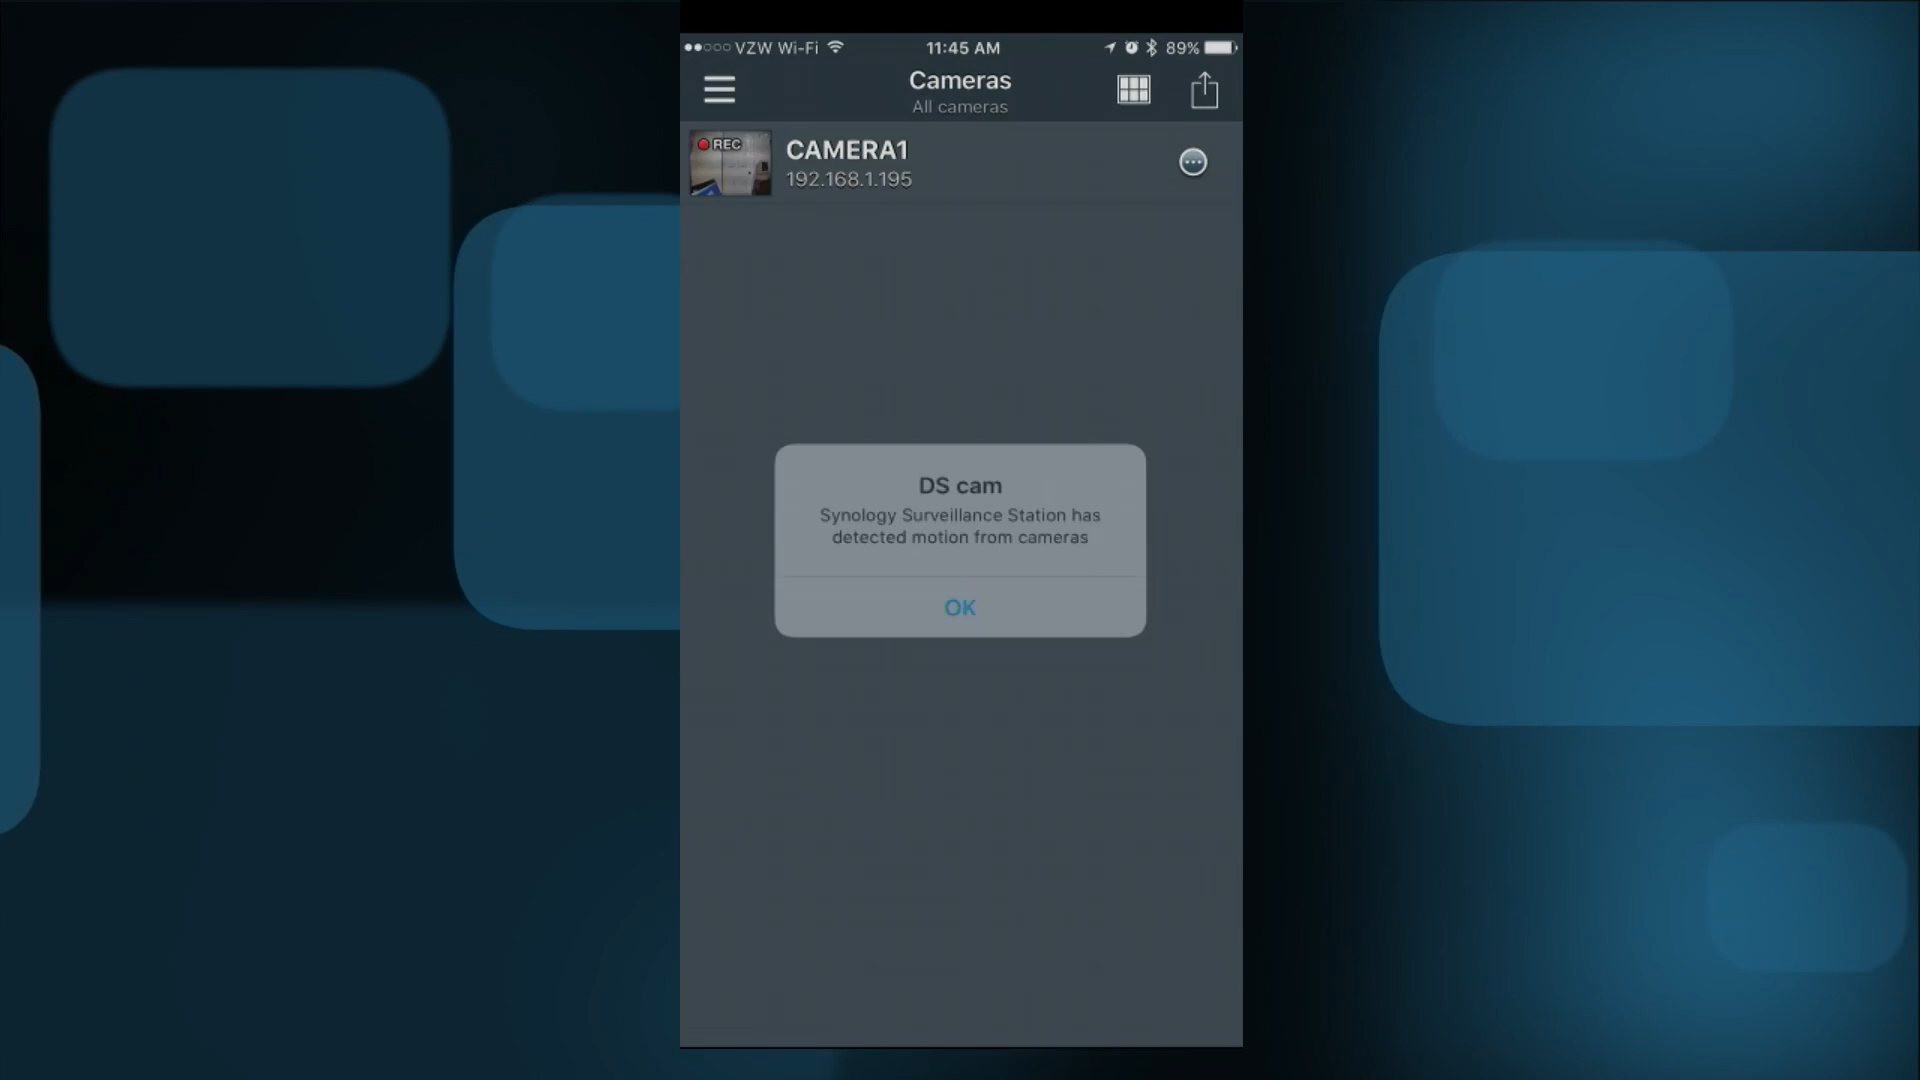 VZW Wi-Fi 11:45 AM 89%
Cameras
All cameras
REC
CAMERA1
192.168.1.195
DS cam
Synology Surveillance Station has
detected motion from cameras
OK